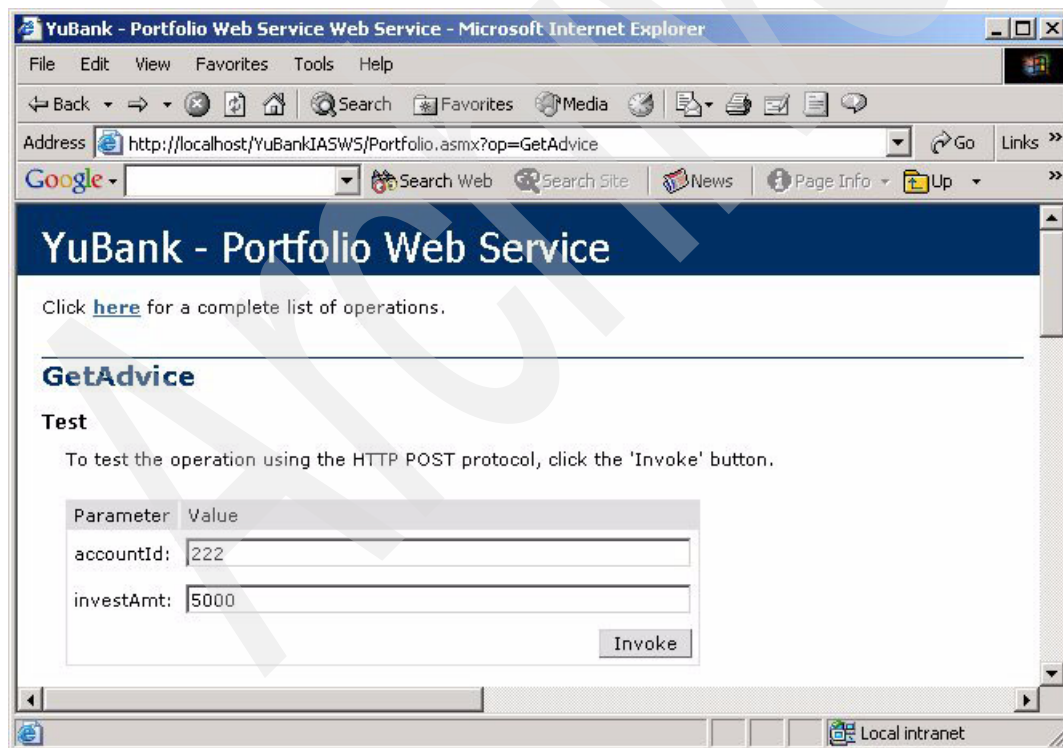 YuBank - Portfolio Web Service Web Service - Microsoft Internet Explorer
File Edit View Favorites Tools Help
Back Search Favorites Media
Address http://localhost/YuBankIASWS/Portfolio.asmx?op=GetAdvice Go Links »
Google Search Web Search Site News Page Info Up »
YuBank - Portfolio Web Service
Click here for a complete list of operations.
GetAdvice
Test
To test the operation using the HTTP POST protocol, click the 'Invoke' button.
Parameter Value
accountId: 222
investAmt: 5000
Invoke
Local intranet